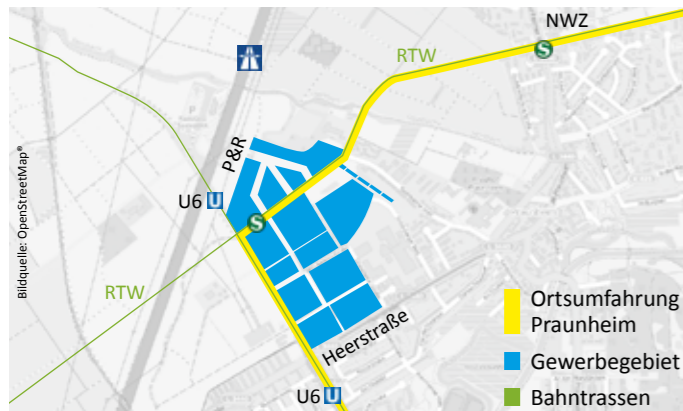 NWZ
S
RTW
P&R
U6 U
S
Bildquelle: OpenStreetMap®
RTW
Heerstraße
U6 U
Ortsumfahrung
Praunheim
Gewerbegebiet
Bahntrassen